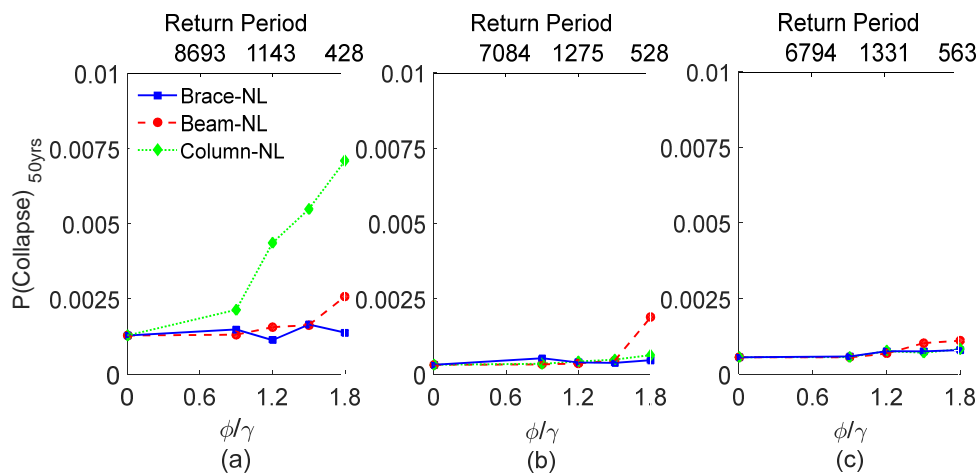 Return Period Return Period Return Period
8693 1143 428 7084 1275 528 6794 1331 563
0.01 0.01 0.01
Brace-NL
Beam-NL
Column-NL
0.0075 0.0075 0.0075
P(Collapse) 50yrs
0.005 0.005 0.005
0.0025 0.0025 0.0025
0 0 0
0 0.6 1.2 1.8 0 0.6 1.2 1.8 0 0.6 1.2 1.8
ϕ/γ ϕ/γ ϕ/γ
(a) (b) (c)